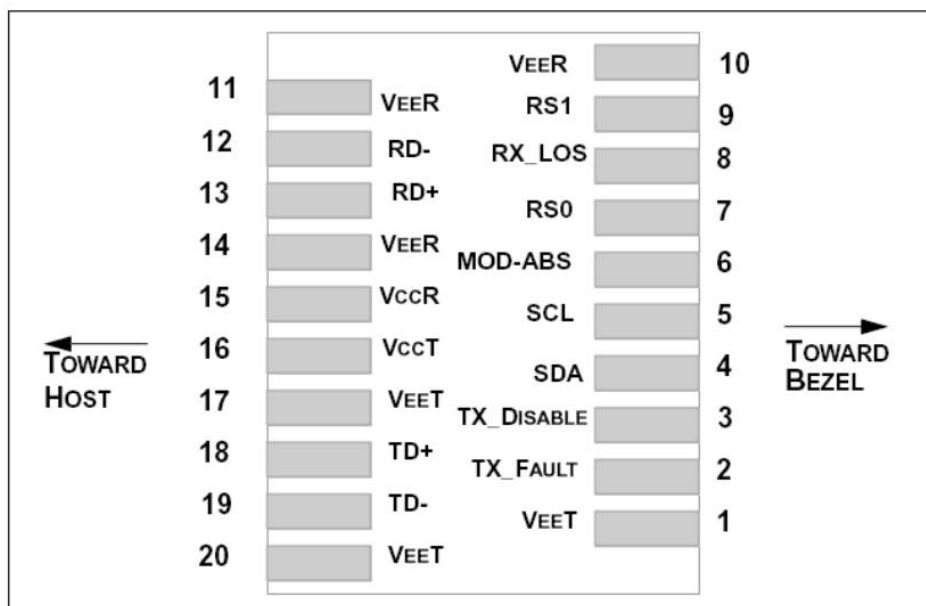 VEER 10
11 VEER
RS1 9
12 RD-
RX_LOS 8
13 RD+
RS0 7
14 VEER
MOD-ABS 6
15 VCCR
SCL 5
16 VCCT
TOWARD HOST
TOWARD BEZEL
SDA 4
17 VEET
TX_DISABLE 3
18 TD+
TX_FAULT 2
19 TD-
VEET 1
20 VEET